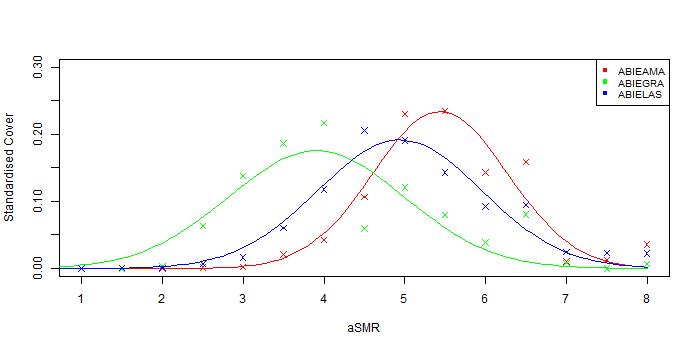 ABIEAMA
ABIEGRA
ABIELAS
Standardised Cover
0.30
0.20
0.10
0.00
1 2 3 4 5 6 7 8
aSMR